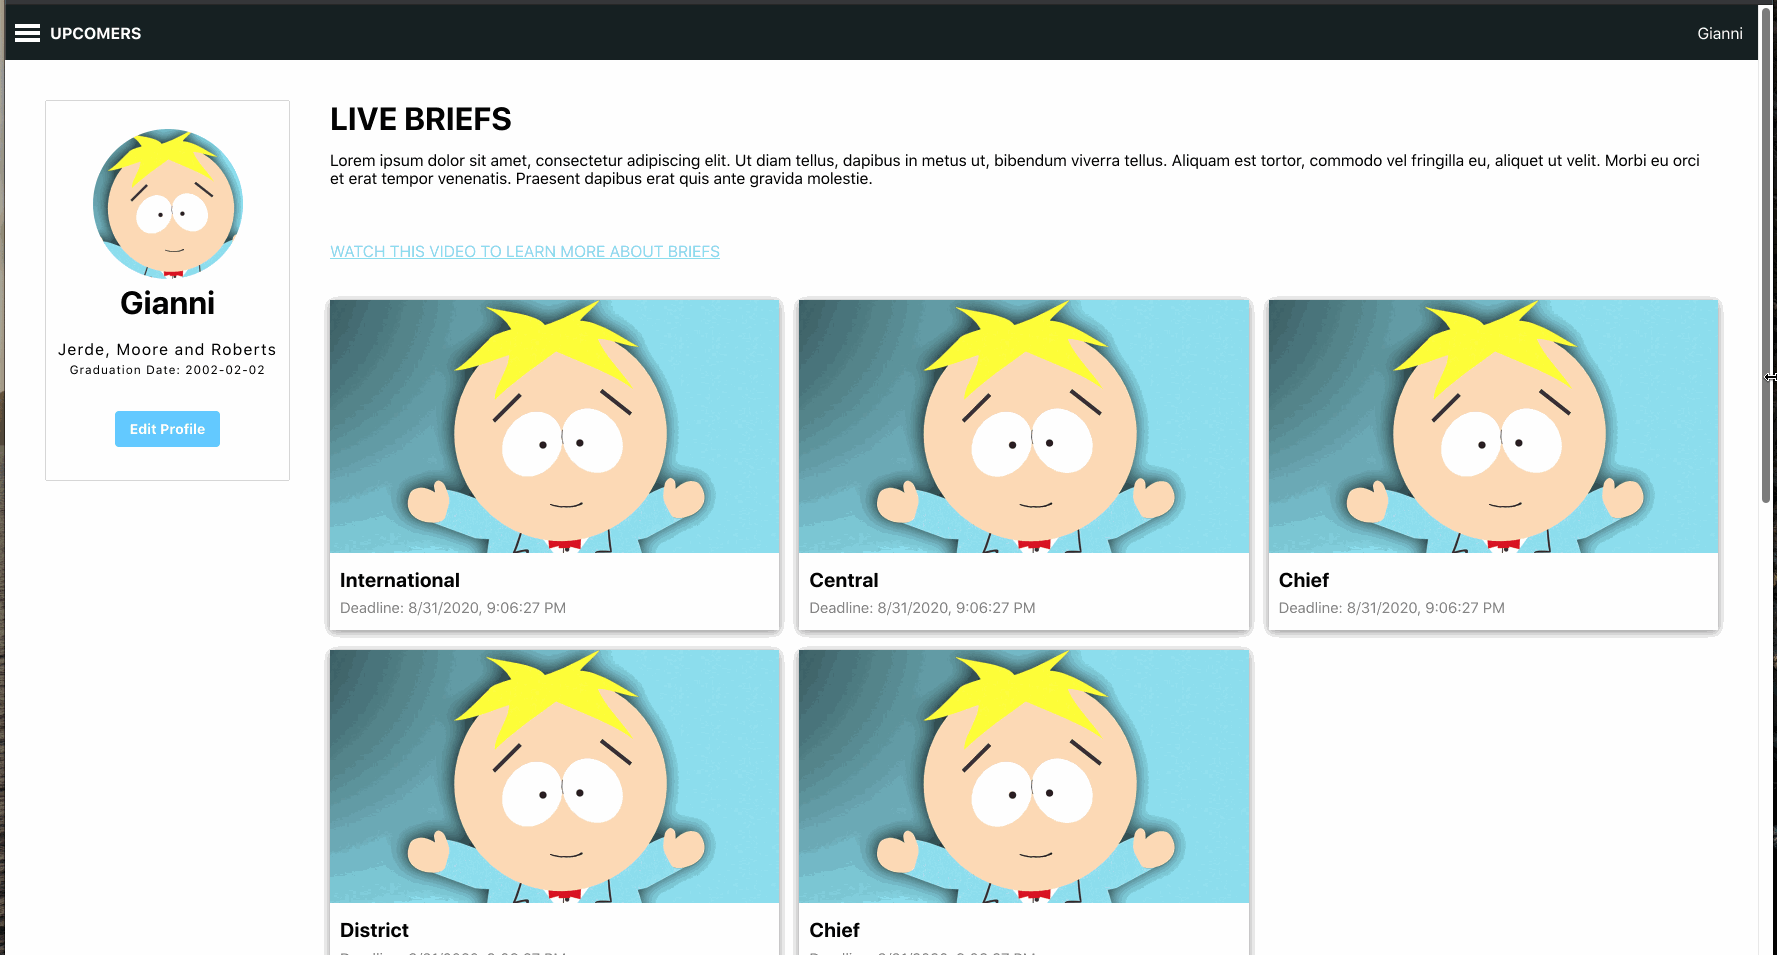 UPCOMERS
Gianni
Gianni
Jerde, Moore and Roberts
Graduation Date: 2002-02-02
Edit Profile
LIVE BRIEFS
Lorem ipsum dolor sit amet, consectetur adipiscing elit. Ut diam tellus, dapibus in metus ut, bibendum viverra tellus. Aliquam est tortor, commodo vel fringilla eu, aliquet ut velit. Morbi eu orci
et erat tempor venenatis. Praesent dapibus erat quis ante gravida molestie.
WATCH THIS VIDEO TO LEARN MORE ABOUT BRIEFS
International
Deadline: 8/31/2020, 9:06:27 PM
Central
Deadline: 8/31/2020, 9:06:27 PM
Chief
Deadline: 8/31/2020, 9:06:27 PM
District
Chief